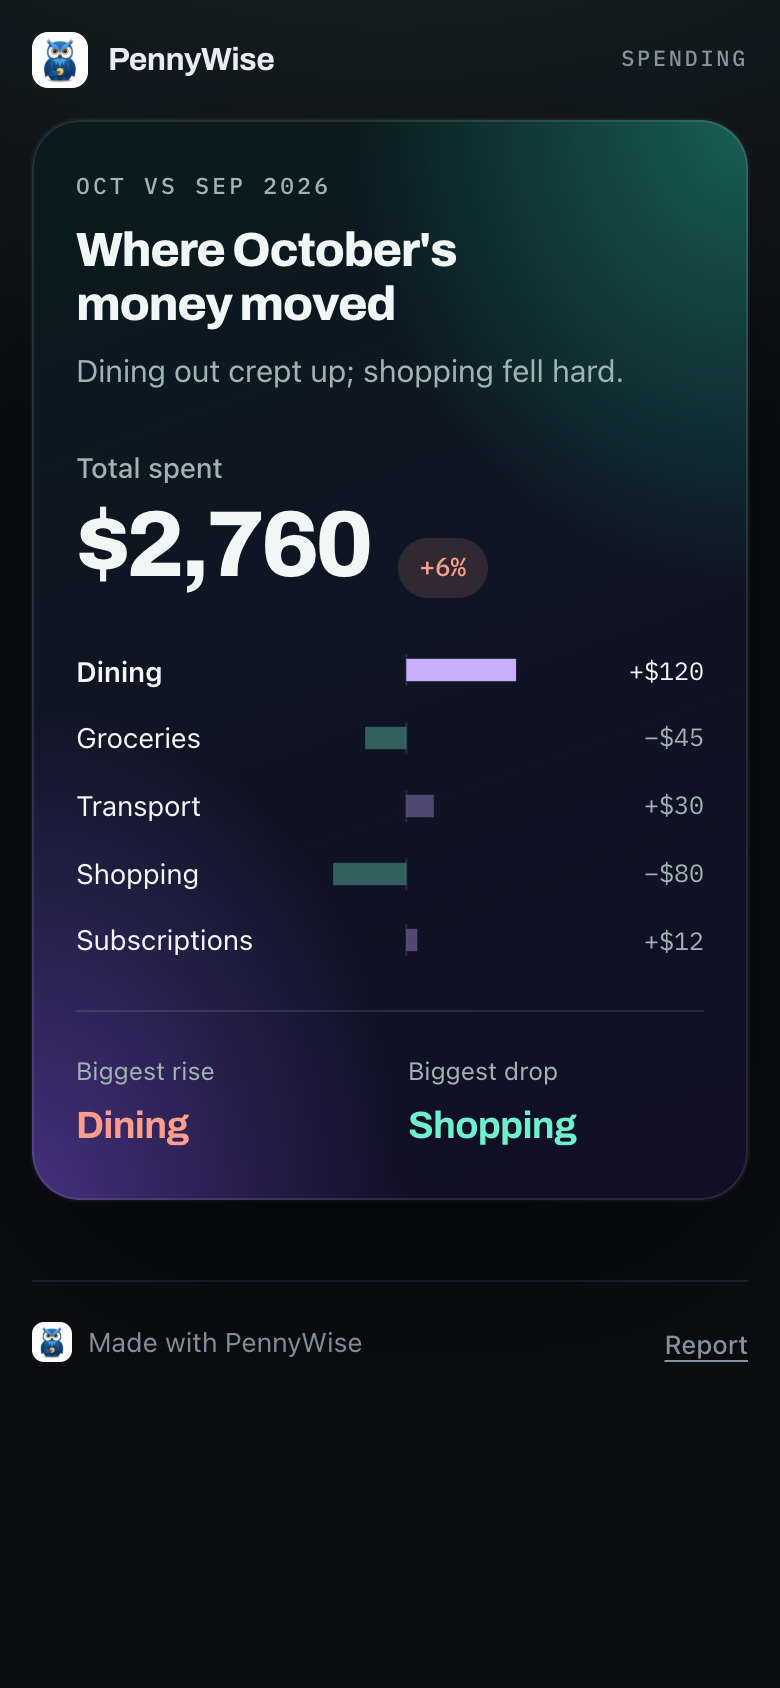 PennyWise
SPENDING
OCT VS SEP 2026
Where October's
money moved
Dining out crept up; shopping fell hard.
Total spent
$2,760
+6%
Dining +$120
Groceries −$45
Transport +$30
Shopping −$80
Subscriptions +$12
Biggest rise
Dining
Biggest drop
Shopping
Made with PennyWise
Report